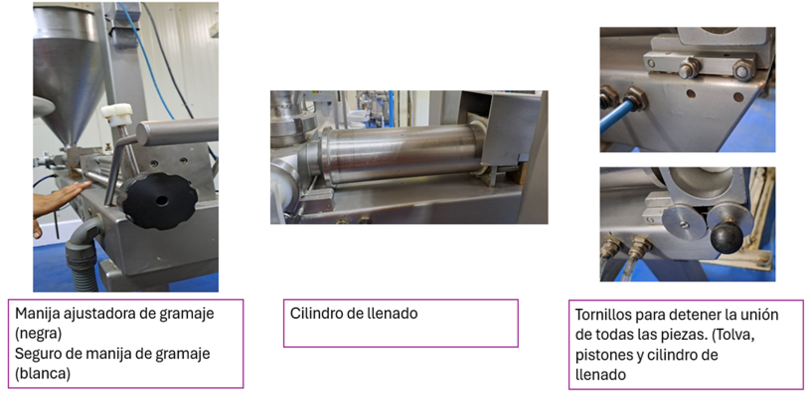 Manija ajustadora de gramaje
(negra)
Seguro de manija de gramaje
(blanca)
Cilindro de llenado
Tornillos para detener la unión
de todas las piezas. (Tolva,
pistones y cilindro de
llenado